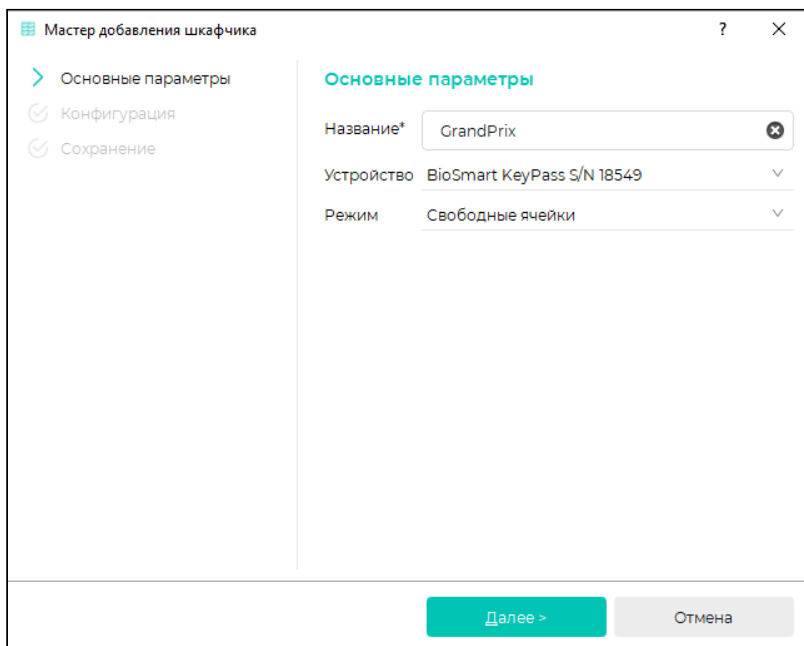 Мастер добавления шкафчика
?
Основные параметры
Конфигурация
Сохранение
Основные параметры
Название* GrandPrix
Устройство BioSmart KeyPass S/N 18549
Режим Свободные ячейки
Далее >
Отмена